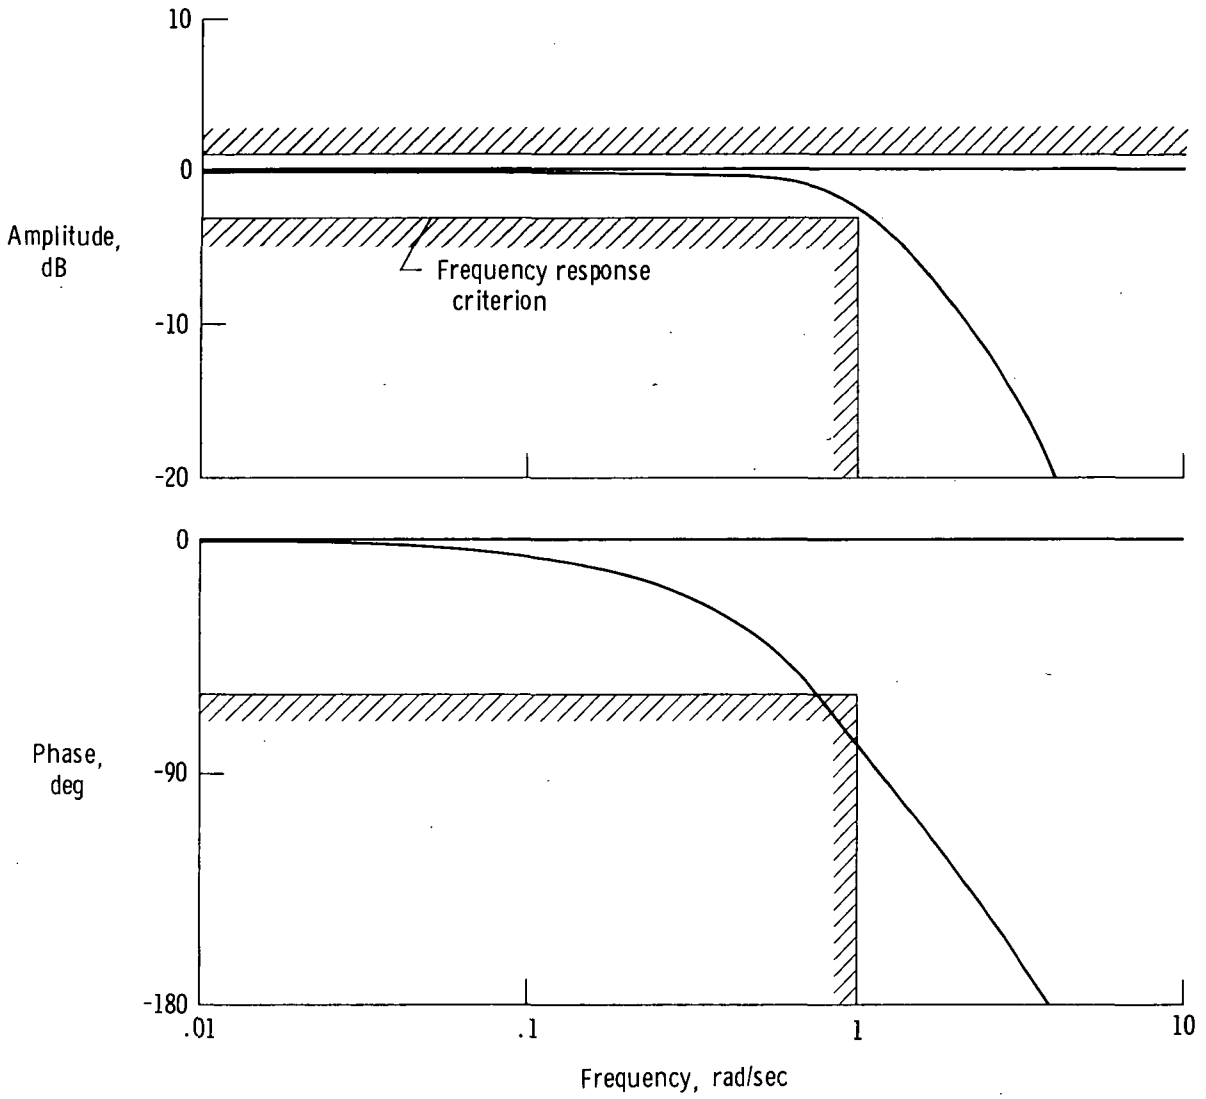 10
0
Amplitude,
dB
Frequency response
criterion
-10
-20
0
Phase,
deg
-90
-180
.01
.1
1
10
Frequency, rad/sec